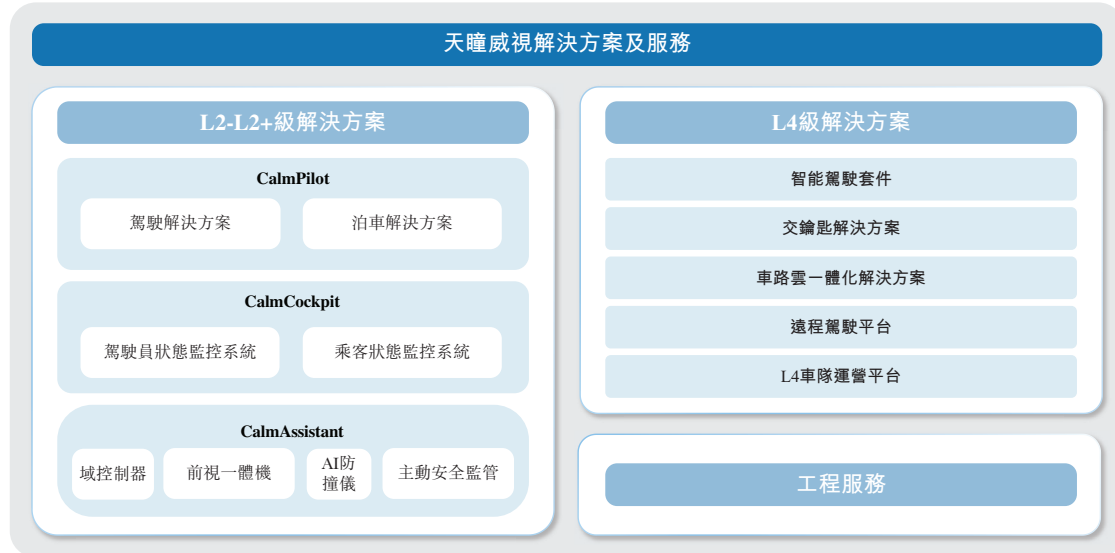 天瞳威視解決方案及服務
L2-L2+級解決方案
CalmPilot
駕駛解決方案
泊車解決方案
CalmCockpit
駕駛員狀態監控系統
乘客狀態監控系統
CalmAssistant
域控制器
前視一體機
AI防
撞儀
主動安全監管
L4級解決方案
智能駕駛套件
交鑰匙解決方案
車路雲一體化解決方案
遠程駕駛平台
L4車隊運營平台
工程服務